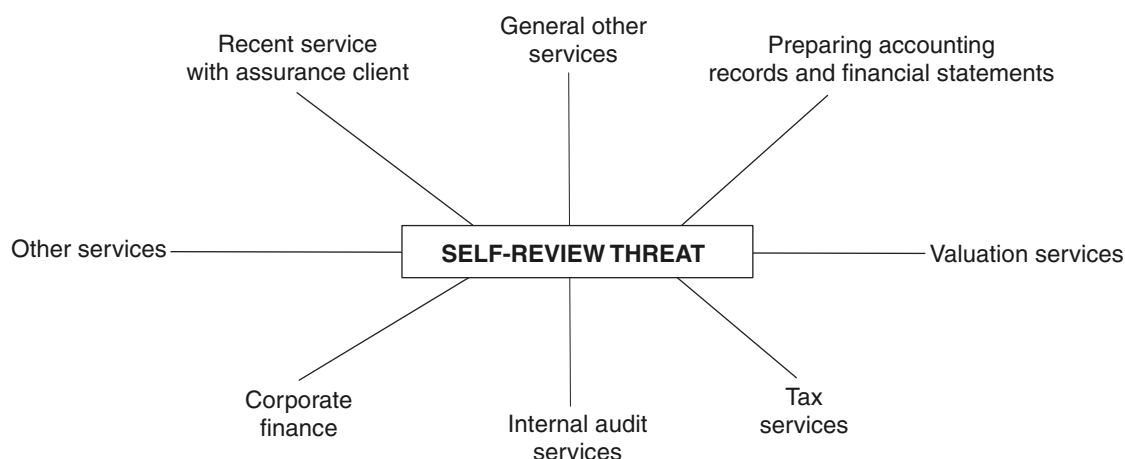 General other
services
Recent service
with assurance client
Preparing accounting
records and financial statements
Other services
SELF-REVIEW THREAT
Valuation services
Corporate
finance
Internal audit
services
Tax
services